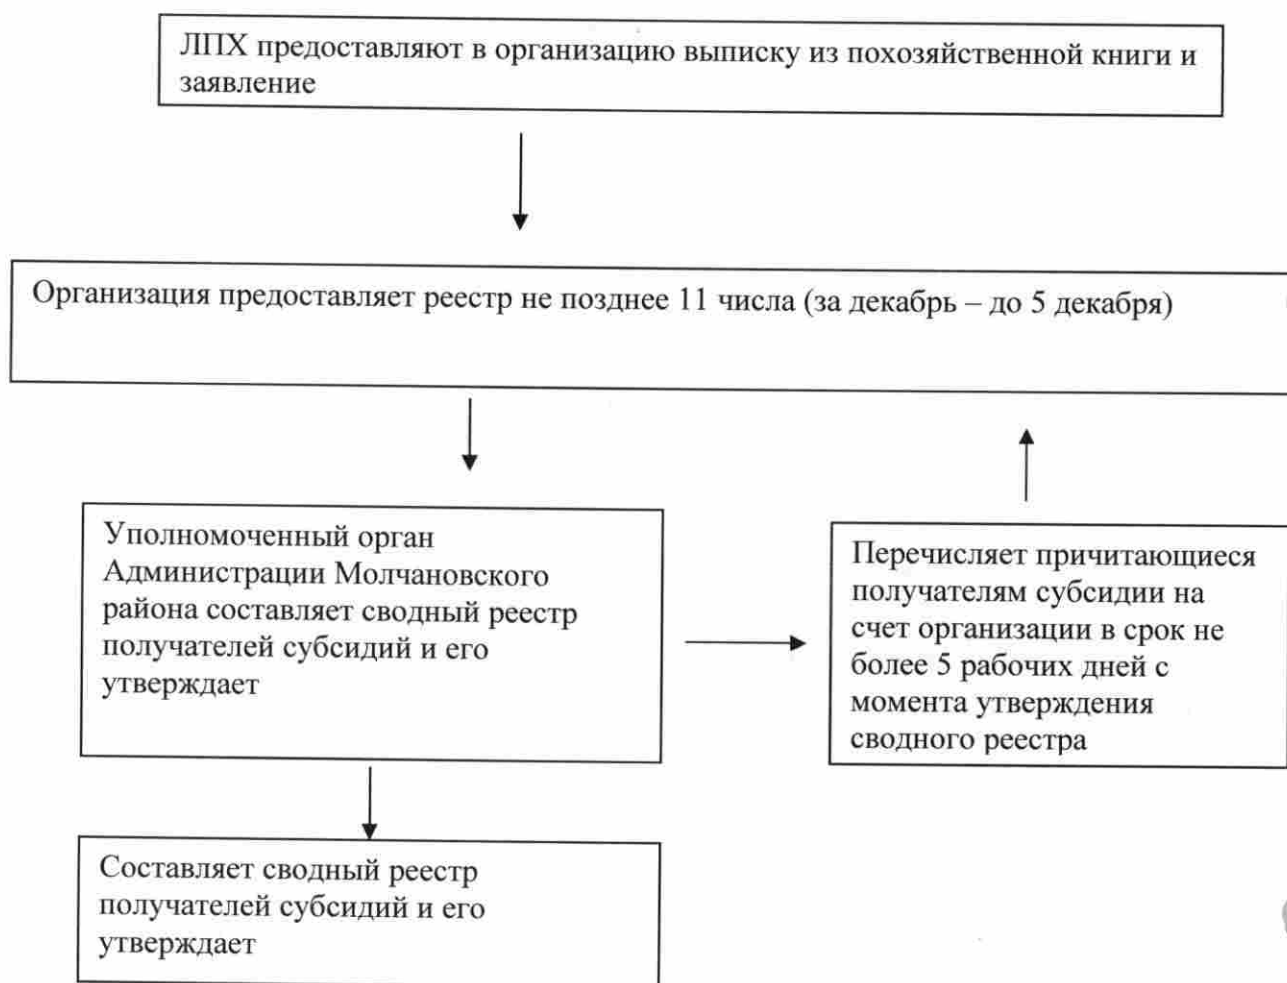 ЛПХ предоставляют в организацию выписку из похозяйственной книги и
заявление
Организация предоставляет реестр не позднее 11 числа (за декабрь – до 5 декабря)
Уполномоченный орган
Администрации Молчановского
района составляет сводный реестр
получателей субсидий и его
утверждает
Перечисляет причитающиеся
получателям субсидии на
счет организации в срок не
более 5 рабочих дней с
момента утверждения
сводного реестра
Составляет сводный реестр
получателей субсидий и его
утверждает